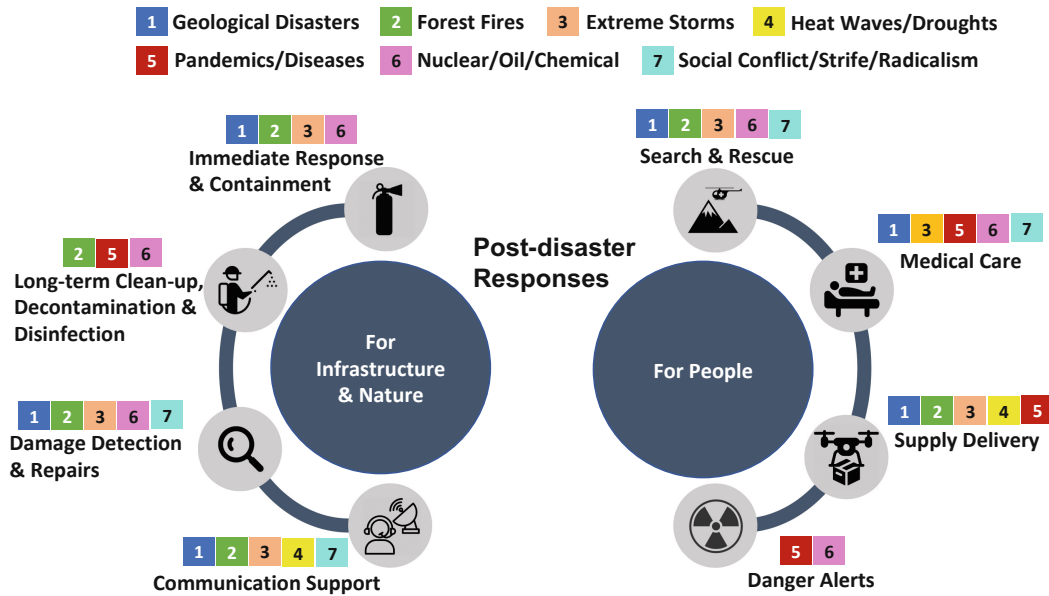 1 Geological Disasters 2 Forest Fires 3 Extreme Storms 4 Heat Waves/Droughts
5 Pandemics/Diseases 6 Nuclear/Oil/Chemical 7 Social Conflict/Strife/Radicalism
1 2 3 6
Immediate Response
& Containment
2 5 6
Long-term Clean-up,
Decontamination &
Disinfection
1 2 3 6 7
Damage Detection
& Repairs
1 2 3 4 7
Communication Support
For
Infrastructure
& Nature
Post-disaster
Responses
For People
1 2 3 6 7
Search & Rescue
1 3 5 6 7
Medical Care
1 2 3 4 5
Supply Delivery
5 6
Danger Alerts